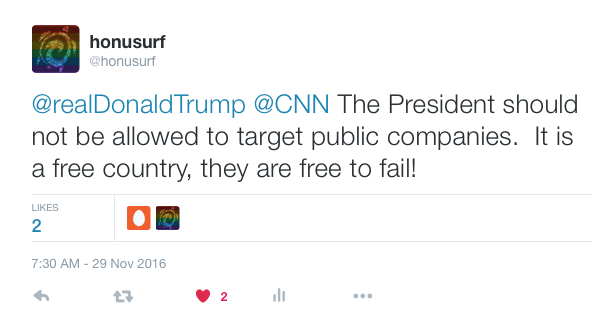 honusurf
@honusurf
@realDonaldTrump @CNN The President should
not be allowed to target public companies.  It is
a free country, they are free to fail!
LIKES
2
7:30 AM - 29 Nov 2016
2